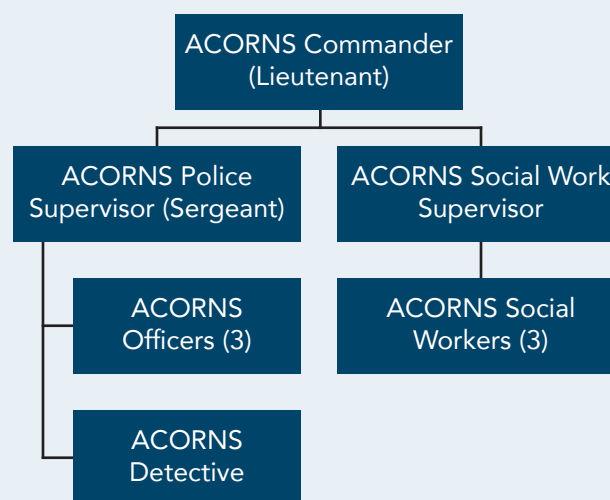 ACORNS Commander
(Lieutenant)
ACORNS Police
Supervisor (Sergeant)
ACORNS Social Work
Supervisor
ACORNS
Officers (3)
ACORNS Social
Workers (3)
ACORNS
Detective